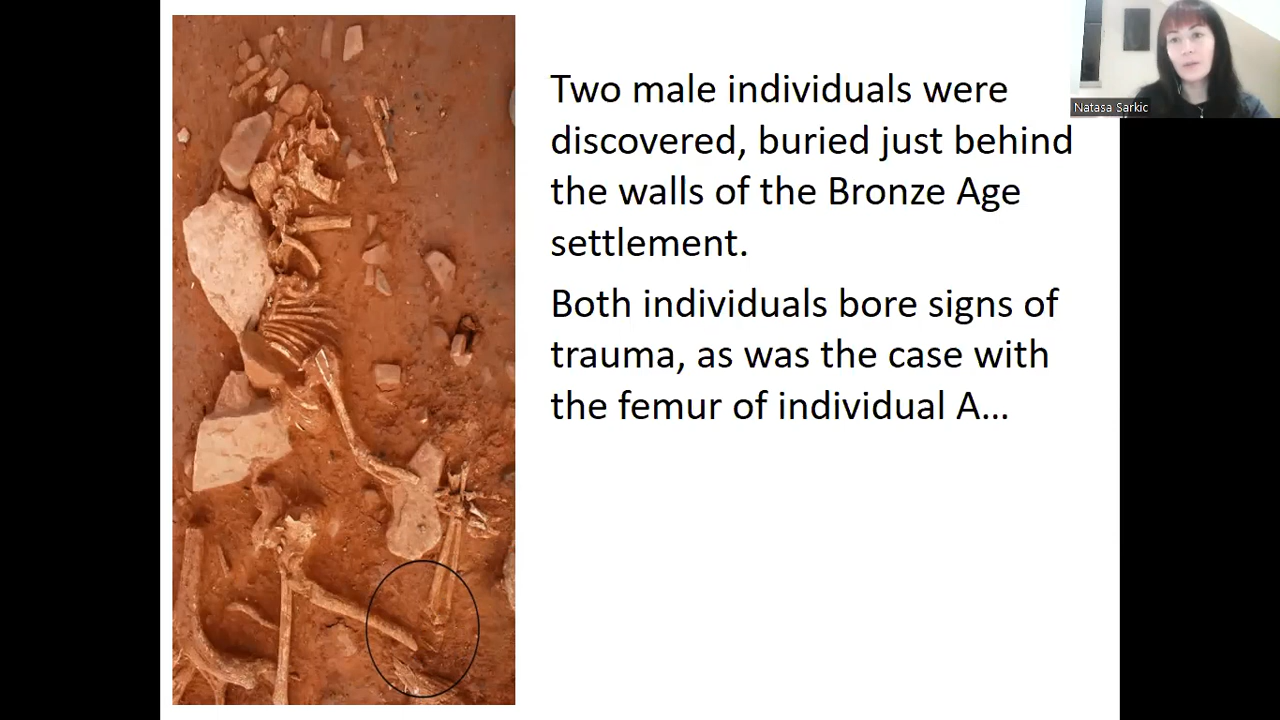 Two male individuals were
discovered, buried just behind
the walls of the Bronze Age
settlement.
Both individuals bore signs of
trauma, as was the case with
the femur of individual A...
Natasa Sarkic